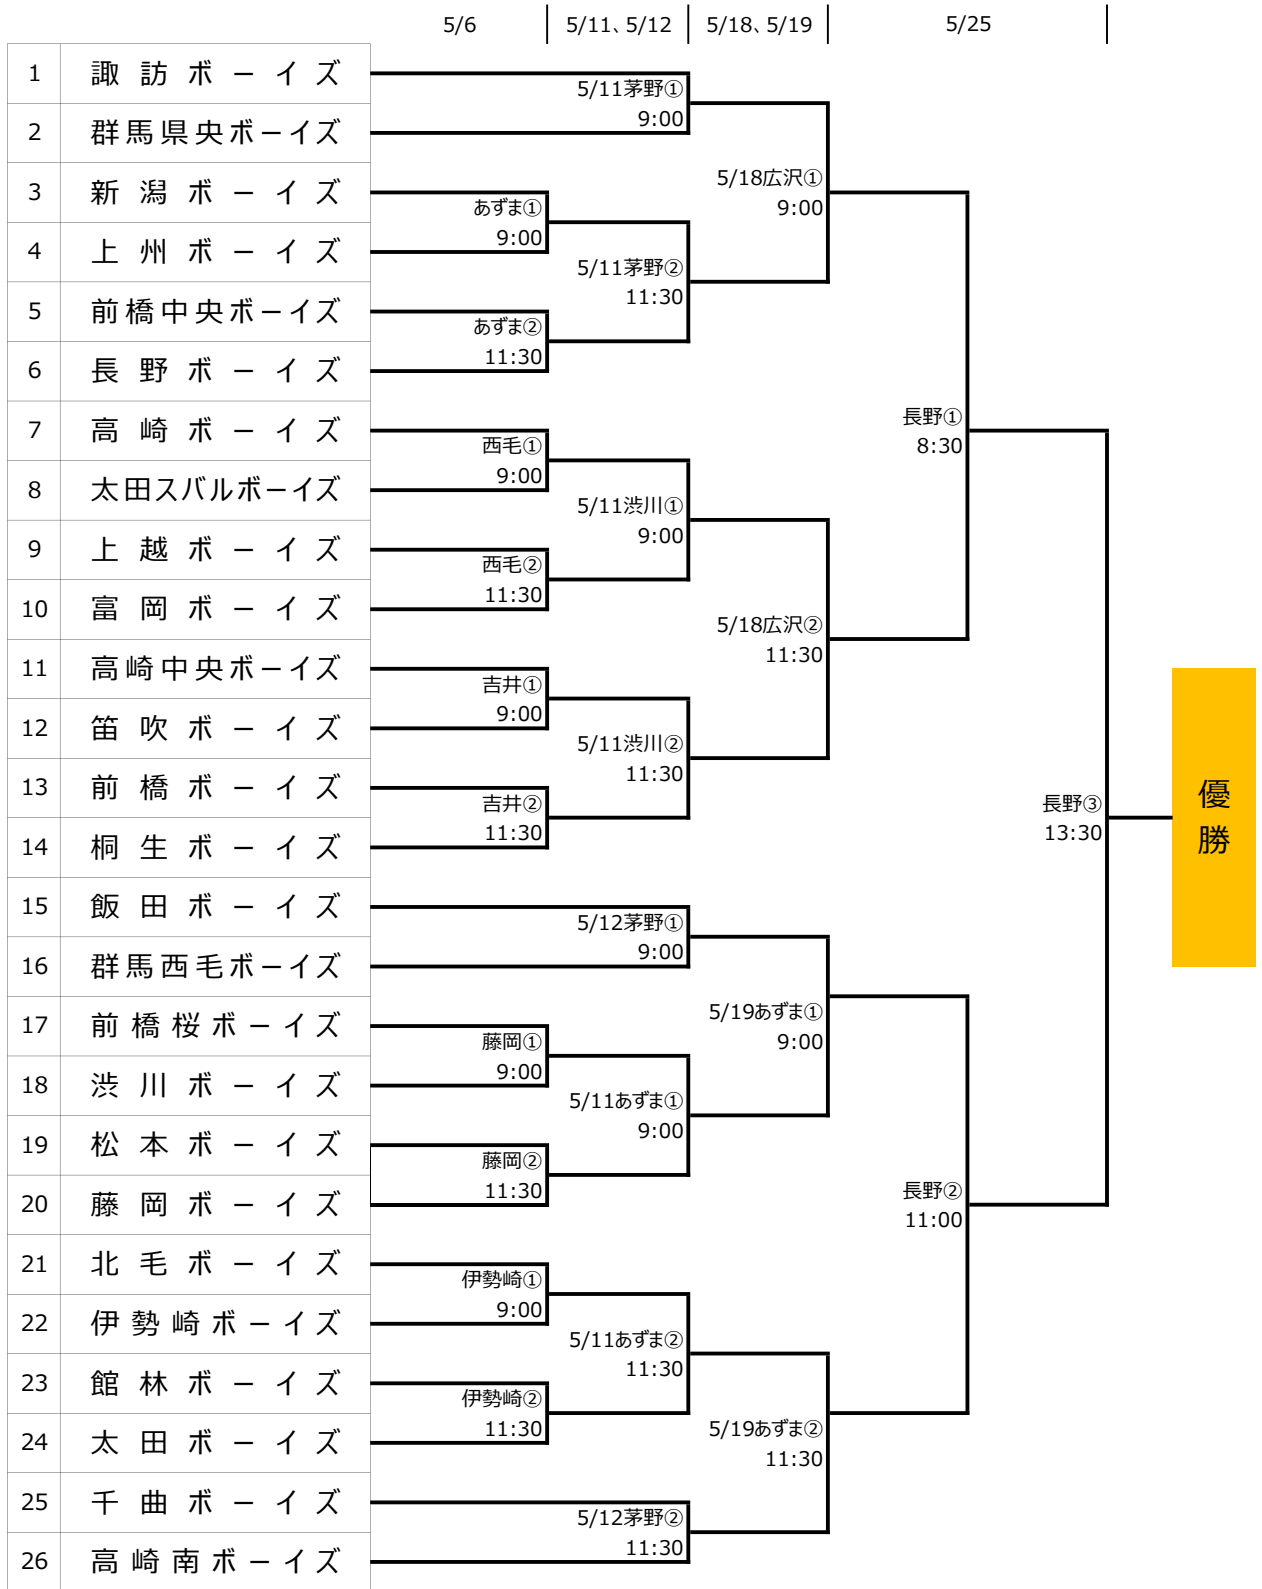 5/6 5/11、5/12 5/18、5/19 5/25
1 諏訪ボーイズ
5/11茅野①
9:00
2 群馬県央ボーイズ
5/18広沢①
9:00
3 新潟ボーイズ
あずま①
9:00
4 上州ボーイズ
5/11茅野②
11:30
5 前橋中央ボーイズ
あずま②
11:30
6 長野ボーイズ
長野①
8:30
7 高崎ボーイズ
西毛①
9:00
8 太田スバルボーイズ
5/11渋川①
9:00
9 上越ボーイズ
西毛②
11:30
10 富岡ボーイズ
5/18広沢②
11:30
11 高崎中央ボーイズ
吉井①
9:00
12 笛吹ボーイズ
5/11渋川②
11:30
13 前橋ボーイズ
吉井②
11:30
14 桐生ボーイズ
長野③
13:30
優勝
15 飯田ボーイズ
5/12茅野①
9:00
16 群馬西毛ボーイズ
5/19あずま①
9:00
17 前橋桜ボーイズ
藤岡①
9:00
18 渋川ボーイズ
5/11あずま①
9:00
19 松本ボーイズ
藤岡②
11:30
20 藤岡ボーイズ
長野②
11:00
21 北毛ボーイズ
伊勢崎①
9:00
22 伊勢崎ボーイズ
5/11あずま②
11:30
23 館林ボーイズ
伊勢崎②
11:30
24 太田ボーイズ
5/19あずま②
11:30
25 千曲ボーイズ
5/12茅野②
11:30
26 高崎南ボーイズ